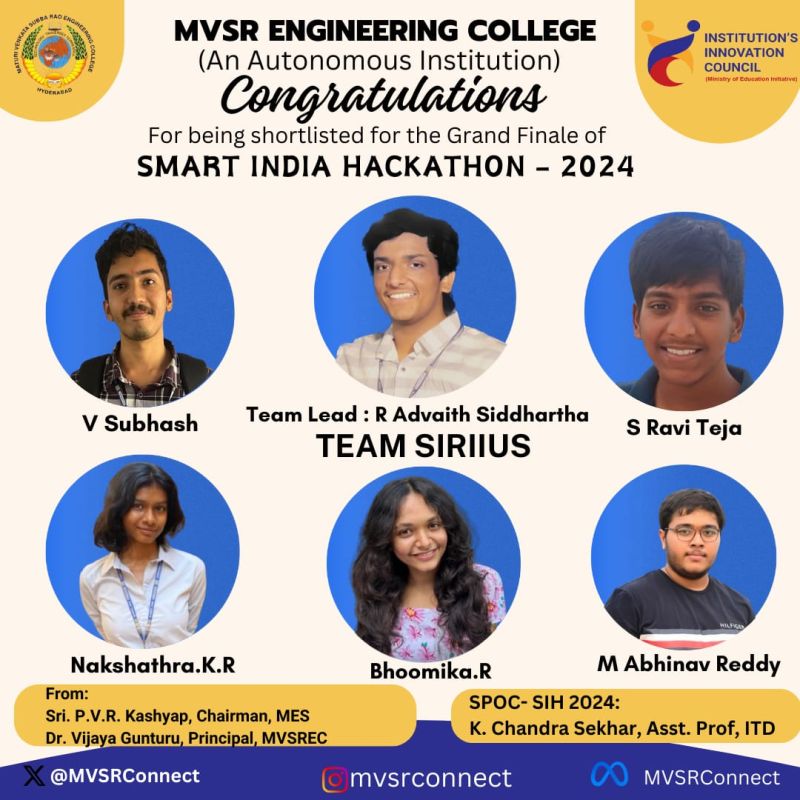 MATURI VENKATA SUBBA RAO ENGINEERING COLLEGE
HYDERABAD
MVSR ENGINEERING COLLEGE
(An Autonomous Institution)
Congratulations
For being shortlisted for the Grand Finale of
SMART INDIA HACKATHON - 2024
INSTITUTION'S
INNOVATION
COUNCIL
(Ministry of Education Initiative)
V Subhash
Team Lead : R Advaith Siddhartha
S Ravi Teja
TEAM SIRIIUS
Nakshathra.K.R
Bhoomika.R
HILFIGER
M Abhinav Reddy
From:
Sri. P.V.R. Kashyap, Chairman, MES
Dr. Vijaya Gunturu, Principal, MVSREC
SPOC- SIH 2024:
K. Chandra Sekhar, Asst. Prof, ITD
X @MVSRConnect
mvsrconnect
MVSRConnect